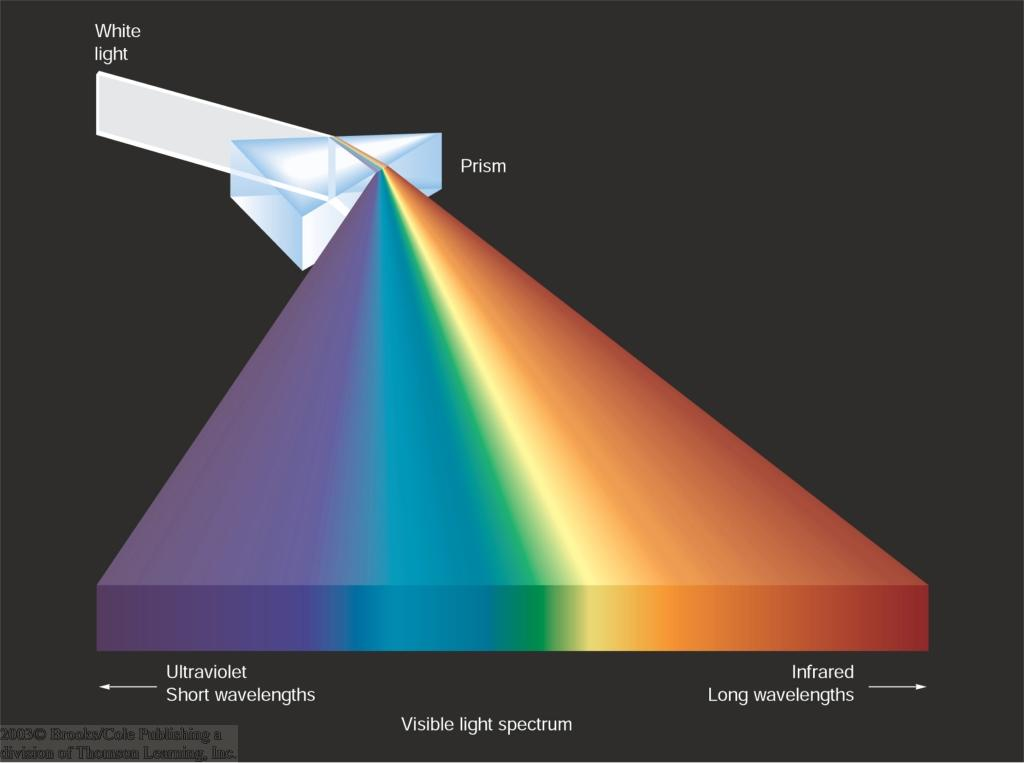 White
light
Prism
Ultraviolet
Short wavelengths
Infrared
Long wavelengths
Visible light spectrum
2003© Brooks/Cole Publishing a
division of Thomson Learning, Inc.